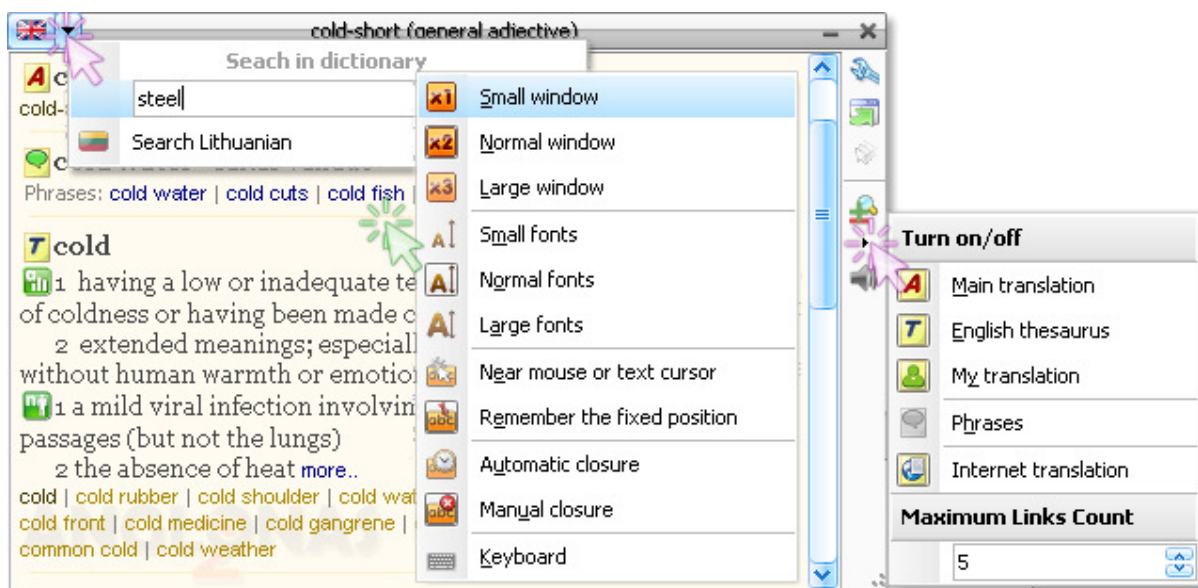 cold-short (general adjective)
Seach in dictionary
steel
Search Lithuanian
cold-
Phrases: cold water | cold cuts | cold fish |
cold
1 having a low or inadequate te
of coldness or having been made c
2 extended meanings; especiall
without human warmth or emotio
1 a mild viral infection involvin
passages (but not the lungs)
2 the absence of heat more..
cold | cold rubber | cold shoulder | cold wat
cold front | cold medicine | cold gangrene |
common cold | cold weather
x1 Small window
x2 Normal window
x3 Large window
Small fonts
Normal fonts
Large fonts
Near mouse or text cursor
Remember the fixed position
Automatic closure
Manual closure
Keyboard
Turn on/off
Main translation
English thesaurus
My translation
Phrases
Internet translation
Maximum Links Count
5